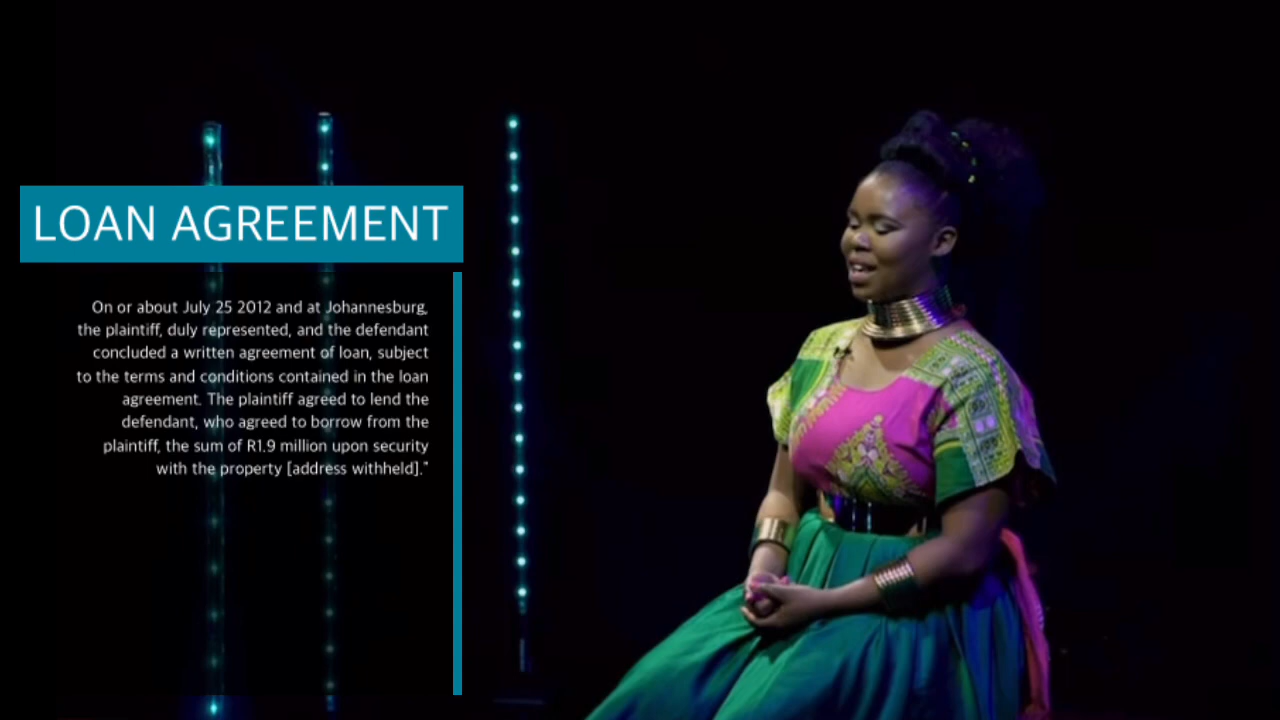 LOAN AGREEMENT
On or about July 25 2012 and at Johannesburg,
the plaintiff, duly represented, and the defendant
concluded a written agreement of loan, subject
to the terms and conditions contained in the loan
agreement. The plaintiff agreed to lend the
defendant, who agreed to borrow from the
plaintiff, the sum of R1.9 million upon security
with the property [address withheld]."